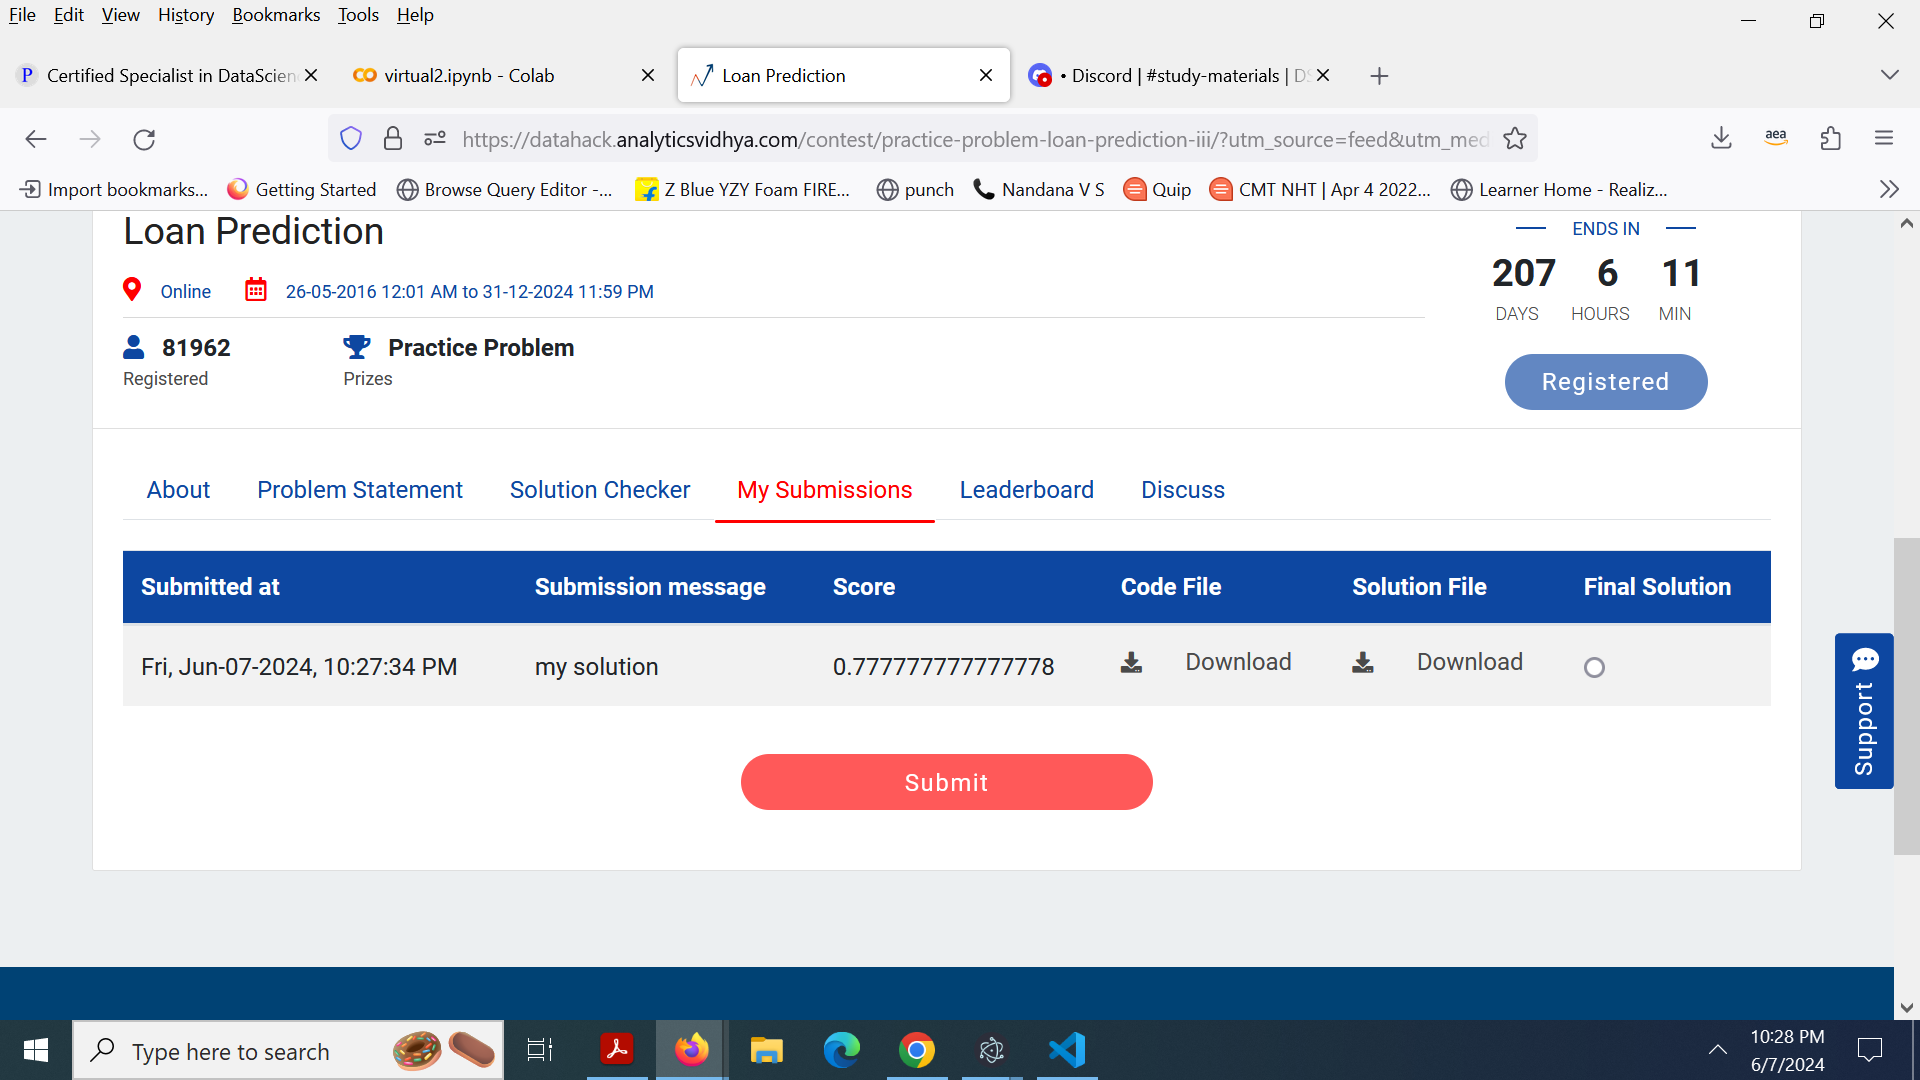 File Edit View History Bookmarks Tools Help
P Certified Specialist in DataScien
virtual2.ipynb - Colab
Loan Prediction
• Discord | #study-materials | DS
https://datahack.analyticsvidhya.com/contest/practice-problem-loan-prediction-iii/?utm_source=feed&utm_med
aea
Import bookmarks... Getting Started Browse Query Editor -... Z Blue YZY Foam FIRE... punch Nandana V S Quip CMT NHT | Apr 4 2022... Learner Home - Realiz...
Loan Prediction
Online 26-05-2016 12:01 AM to 31-12-2024 11:59 PM
81962 Practice Problem
Registered Prizes
ENDS IN
207 6 11
DAYS HOURS MIN
Registered
About Problem Statement Solution Checker My Submissions Leaderboard Discuss
Submitted at Submission message Score Code File Solution File Final Solution
Fri, Jun-07-2024, 10:27:34 PM my solution 0.777777777777778 Download Download
Submit
Support
Type here to search
10:28 PM
6/7/2024